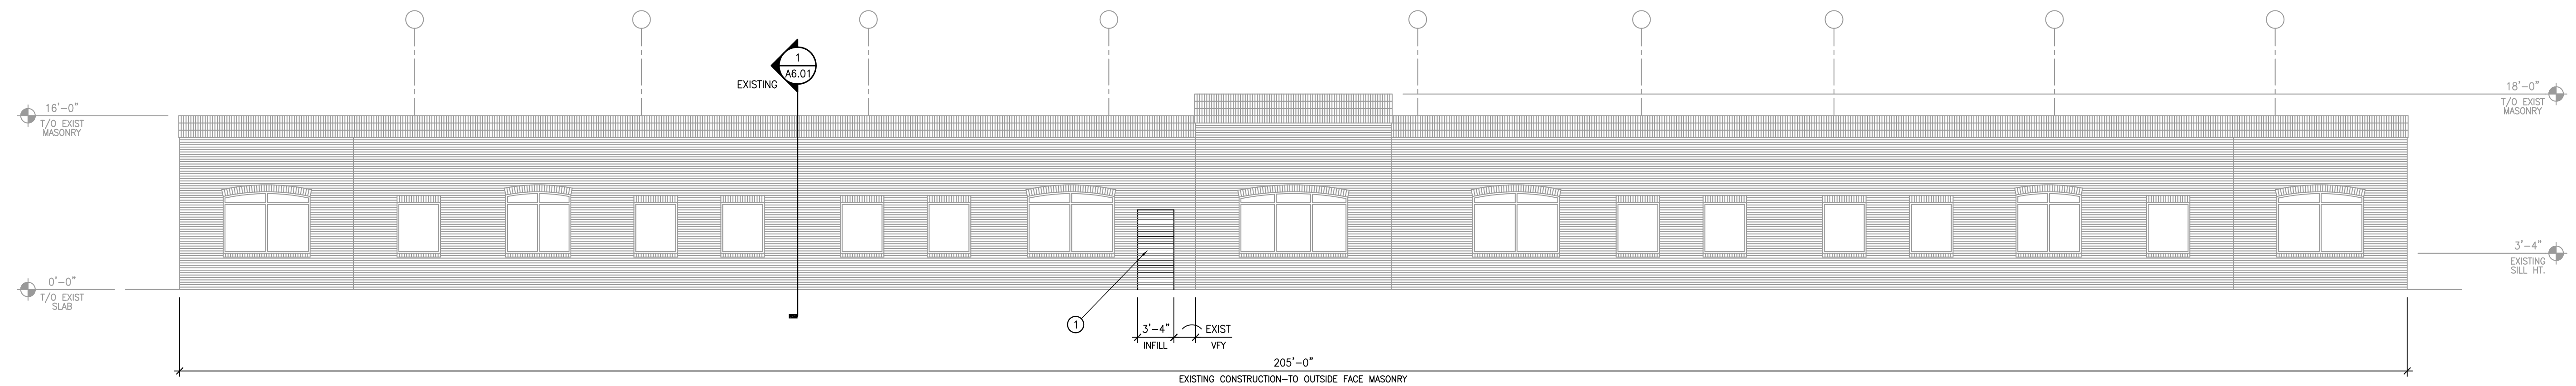 1
A6.01
EXISTING
16'-0"
T/O EXIST
MASONRY
18'-0"
T/O EXIST
MASONRY
0'-0"
T/O EXIST
SLAB
3'-4"
EXISTING
SILL HT.
1
3'-4"
INFILL
EXIST
VFY
205'-0"
EXISTING CONSTRUCTION-TO OUTSIDE FACE MASONRY